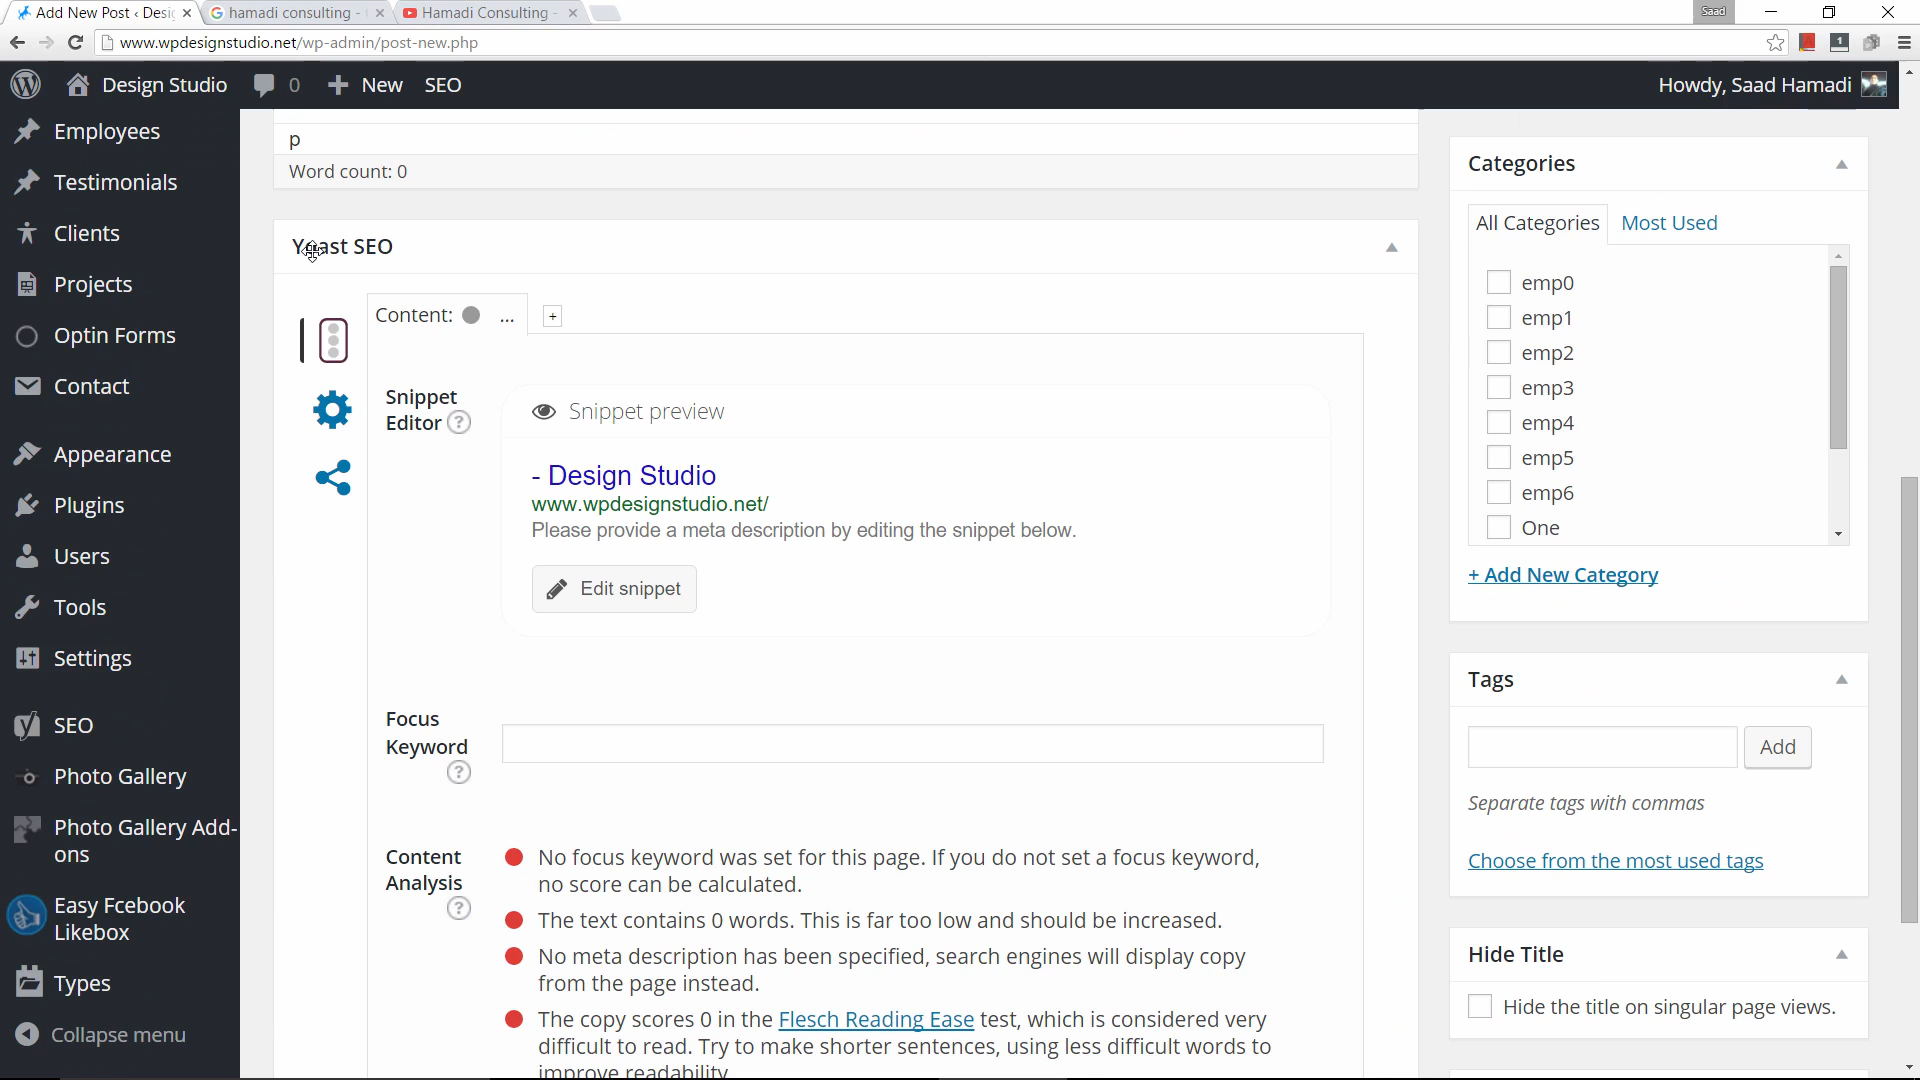 Add New Post ‹ Desig
hamadi consulting -
Hamadi Consulting -
Saad
www.wpdesignstudio.net/wp-admin/post-new.php
1
Design Studio
0
New
SEO
Howdy, Saad Hamadi
Employees
Testimonials
Clients
Projects
Optin Forms
Contact
Appearance
Plugins
Users
Tools
Settings
SEO
Photo Gallery
Photo Gallery Add-
ons
Easy Fcebook
Likebox
Types
Collapse menu
p
Word count: 0
Yoast SEO
Content: ...
+
Snippet
Editor ?
Snippet preview
- Design Studio
www.wpdesignstudio.net/
Please provide a meta description by editing the snippet below.
Edit snippet
Focus
Keyword
?
Content
Analysis
?
No focus keyword was set for this page. If you do not set a focus keyword,
no score can be calculated.
The text contains 0 words. This is far too low and should be increased.
No meta description has been specified, search engines will display copy
from the page instead.
The copy scores 0 in the Flesch Reading Ease test, which is considered very
difficult to read. Try to make shorter sentences, using less difficult words to
improve readability
Categories
All Categories
Most Used
emp0
emp1
emp2
emp3
emp4
emp5
emp6
One
+ Add New Category
Tags
Add
Separate tags with commas
Choose from the most used tags
Hide Title
Hide the title on singular page views.